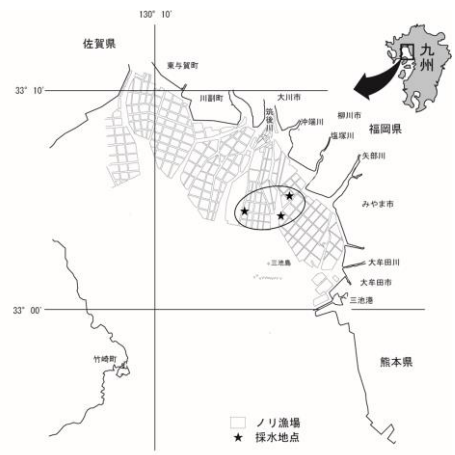 130° 10′
佐賀県
九州
東与賀町
33° 10′
川副町
大川市
筑後川
沖端川
柳川市
塩塚川
福岡県
矢部川
みやま市
三池島
大牟田川
大牟田市
三池港
33° 00′
竹崎町
熊本県
ノリ漁場
★ 採水地点